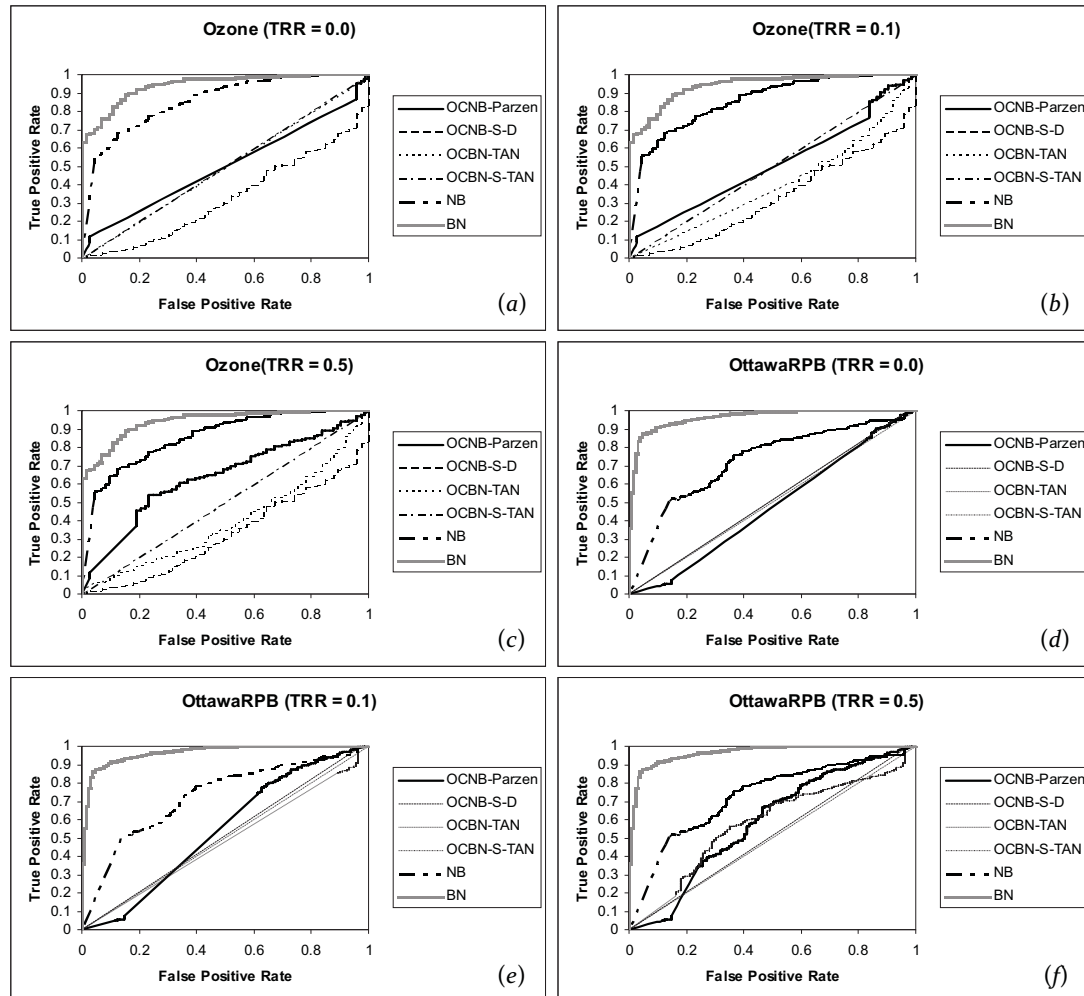 Ozone (TRR = 0.0)
True Positive Rate
1
0.9
0.8
0.7
0.6
0.5
0.4
0.3
0.2
0.1
0
0 0.2 0.4 0.6 0.8 1
False Positive Rate
OCNB-Parzen
OCNB-S-D
OCBN-TAN
OCBN-S-TAN
NB
BN
(a)
Ozone(TRR = 0.1)
True Positive Rate
1
0.9
0.8
0.7
0.6
0.5
0.4
0.3
0.2
0.1
0
0 0.2 0.4 0.6 0.8 1
False Positive Rate
OCNB-Parzen
OCNB-S-D
OCBN-TAN
OCBN-S-TAN
NB
BN
(b)
Ozone(TRR = 0.5)
True Positive Rate
1
0.9
0.8
0.7
0.6
0.5
0.4
0.3
0.2
0.1
0
0 0.2 0.4 0.6 0.8 1
False Positive Rate
OCNB-Parzen
OCNB-S-D
OCBN-TAN
OCBN-S-TAN
NB
BN
(c)
OttawaRPB (TRR = 0.0)
True Positive Rate
1
0.9
0.8
0.7
0.6
0.5
0.4
0.3
0.2
0.1
0
0 0.2 0.4 0.6 0.8 1
False Positive Rate
OCNB-Parzen
OCNB-S-D
OCBN-TAN
OCBN-S-TAN
NB
BN
(d)
OttawaRPB (TRR = 0.1)
True Positive Rate
1
0.9
0.8
0.7
0.6
0.5
0.4
0.3
0.2
0.1
0
0 0.2 0.4 0.6 0.8 1
False Positive Rate
OCNB-Parzen
OCNB-S-D
OCBN-TAN
OCBN-S-TAN
NB
BN
(e)
OttawaRPB (TRR = 0.5)
True Positive Rate
1
0.9
0.8
0.7
0.6
0.5
0.4
0.3
0.2
0.1
0
0 0.2 0.4 0.6 0.8 1
False Positive Rate
OCNB-Parzen
OCNB-S-D
OCBN-TAN
OCBN-S-TAN
NB
BN
(f)